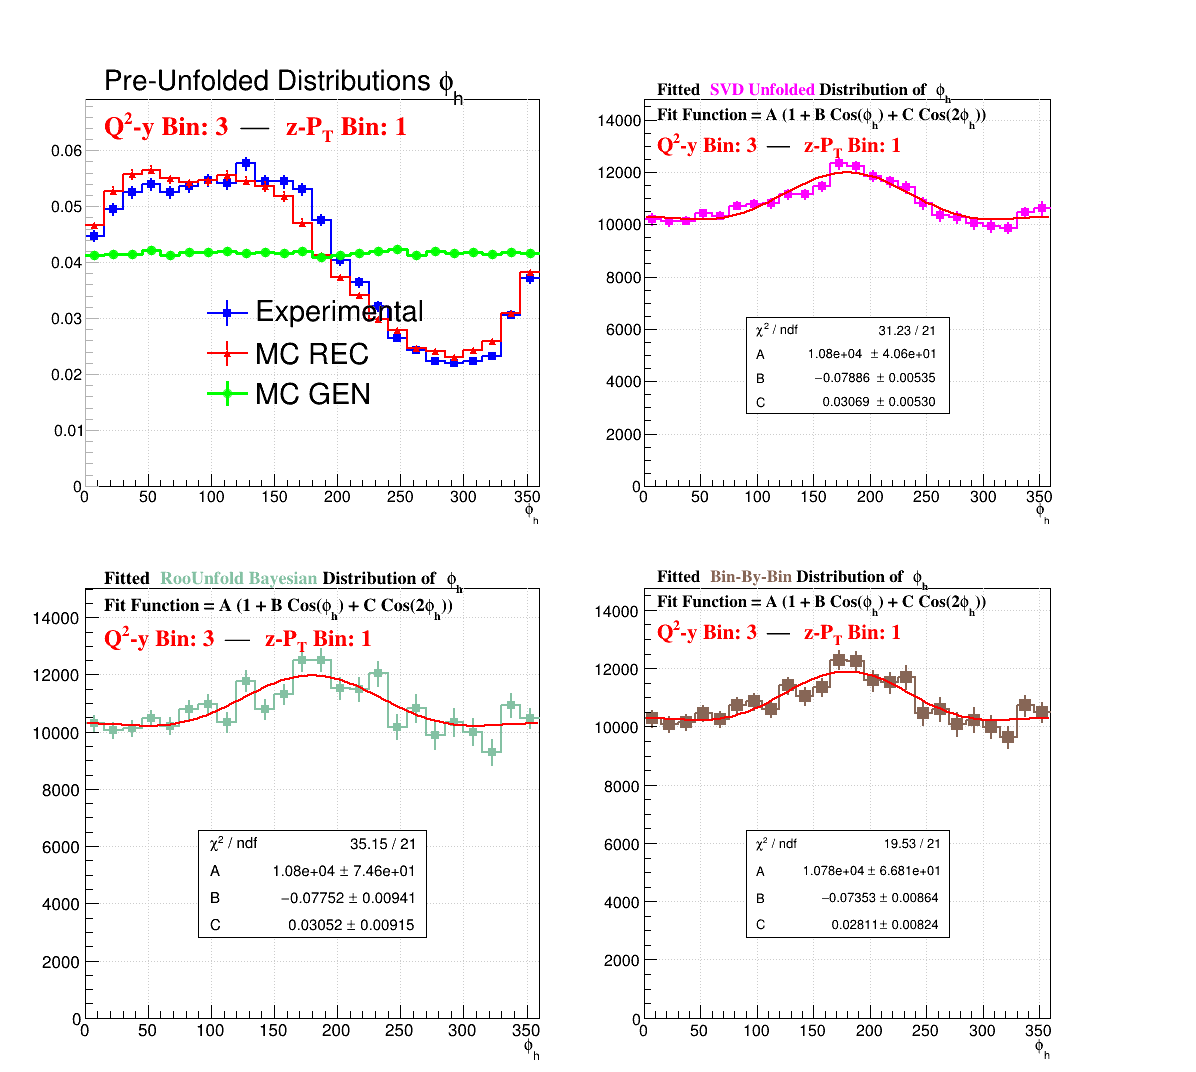 Pre-Unfolded Distributions ϕh
Q²-y Bin: 3 — z-PT Bin: 1
0.06
0.05
0.04
0.03
0.02
0.01
0
Experimental
MC REC
MC GEN
0 50 100 150 200 250 300 350
ϕh
Fitted SVD Unfolded Distribution of ϕh
Fit Function = A (1 + B Cos(ϕh) + C Cos(2ϕh))
Q²-y Bin: 3 — z-PT Bin: 1
14000
12000
10000
8000
6000
4000
2000
0
χ² / ndf 31.23 / 21
A 1.08e+04 ± 4.06e+01
B −0.07886 ± 0.00535
C 0.03069 ± 0.00530
0 50 100 150 200 250 300 350
ϕh
Fitted RooUnfold Bayesian Distribution of ϕh
Fit Function = A (1 + B Cos(ϕh) + C Cos(2ϕh))
Q²-y Bin: 3 — z-PT Bin: 1
14000
12000
10000
8000
6000
4000
2000
0
χ² / ndf 35.15 / 21
A 1.08e+04 ± 7.46e+01
B −0.07752 ± 0.00941
C 0.03052 ± 0.00915
0 50 100 150 200 250 300 350
ϕh
Fitted Bin-By-Bin Distribution of ϕh
Fit Function = A (1 + B Cos(ϕh) + C Cos(2ϕh))
Q²-y Bin: 3 — z-PT Bin: 1
14000
12000
10000
8000
6000
4000
2000
0
χ² / ndf 19.53 / 21
A 1.078e+04 ± 6.681e+01
B −0.07353 ± 0.00864
C 0.02811 ± 0.00824
0 50 100 150 200 250 300 350
ϕh